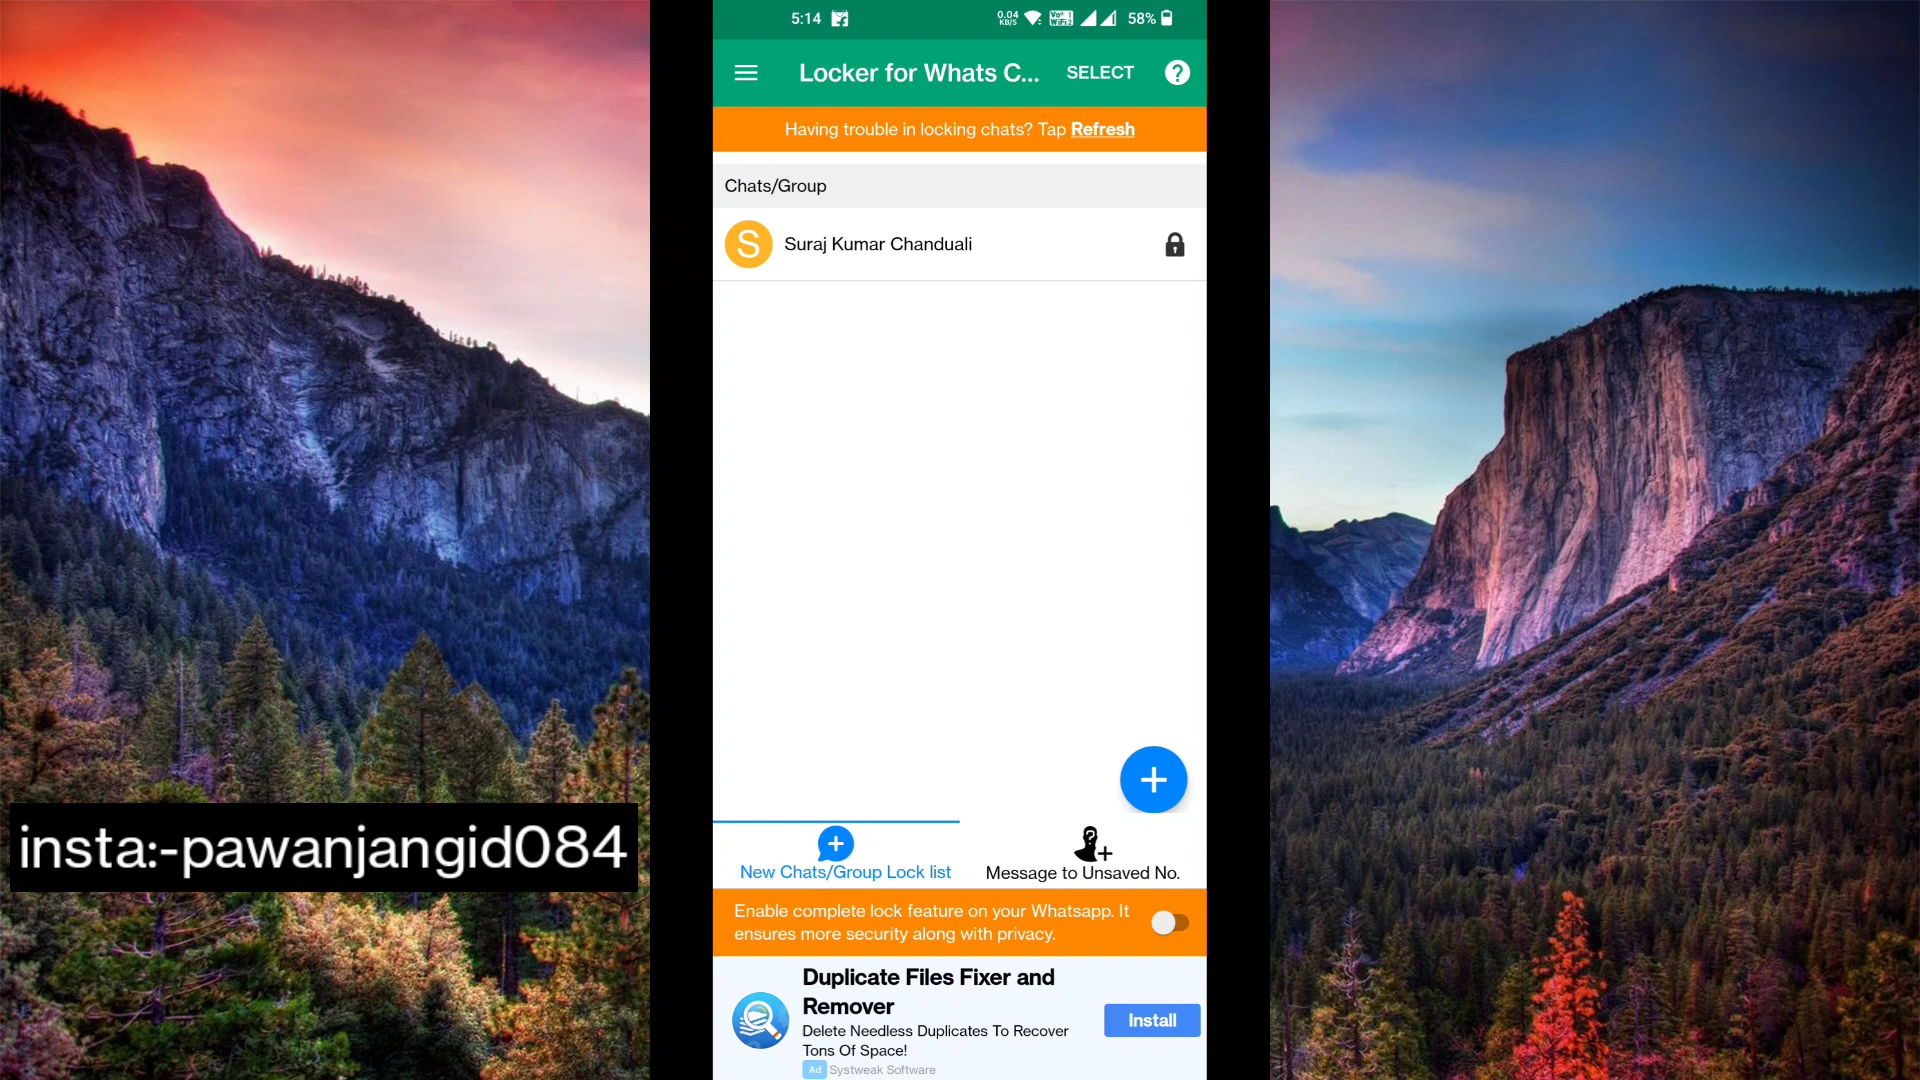 5:14
0.04 KB/S
58%
Locker for Whats C...
SELECT
Having trouble in locking chats? Tap Refresh
Chats/Group
S
Suraj Kumar Chanduali
insta:-pawanjangid084
New Chats/Group Lock list
Message to Unsaved No.
Enable complete lock feature on your Whatsapp. It
ensures more security along with privacy.
Duplicate Files Fixer and
Remover
Delete Needless Duplicates To Recover
Tons Of Space!
Ad Systweak Software
Install